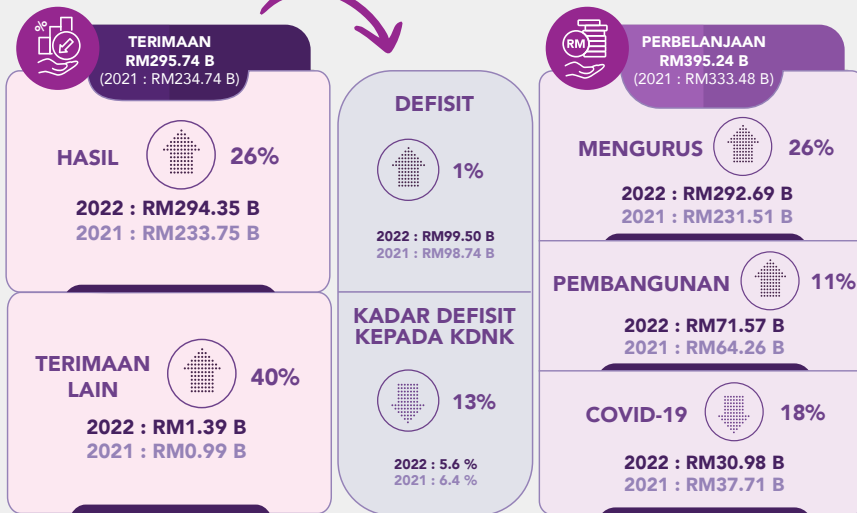 %
TERIMAAN
RM295.74 B
(2021 : RM234.74 B)
HASIL
26%
2022 : RM294.35 B
2021 : RM233.75 B
TERIMAAN
LAIN
40%
2022 : RM1.39 B
2021 : RM0.99 B
DEFISIT
1%
2022 : RM99.50 B
2021 : RM98.74 B
KADAR DEFISIT
KEPADA KDNK
13%
2022 : 5.6 %
2021 : 6.4 %
RM
PERBELANJAAN
RM395.24 B
(2021 : RM333.48 B)
MENGURUS
26%
2022 : RM292.69 B
2021 : RM231.51 B
PEMBANGUNAN
11%
2022 : RM71.57 B
2021 : RM64.26 B
COVID-19
18%
2022 : RM30.98 B
2021 : RM37.71 B